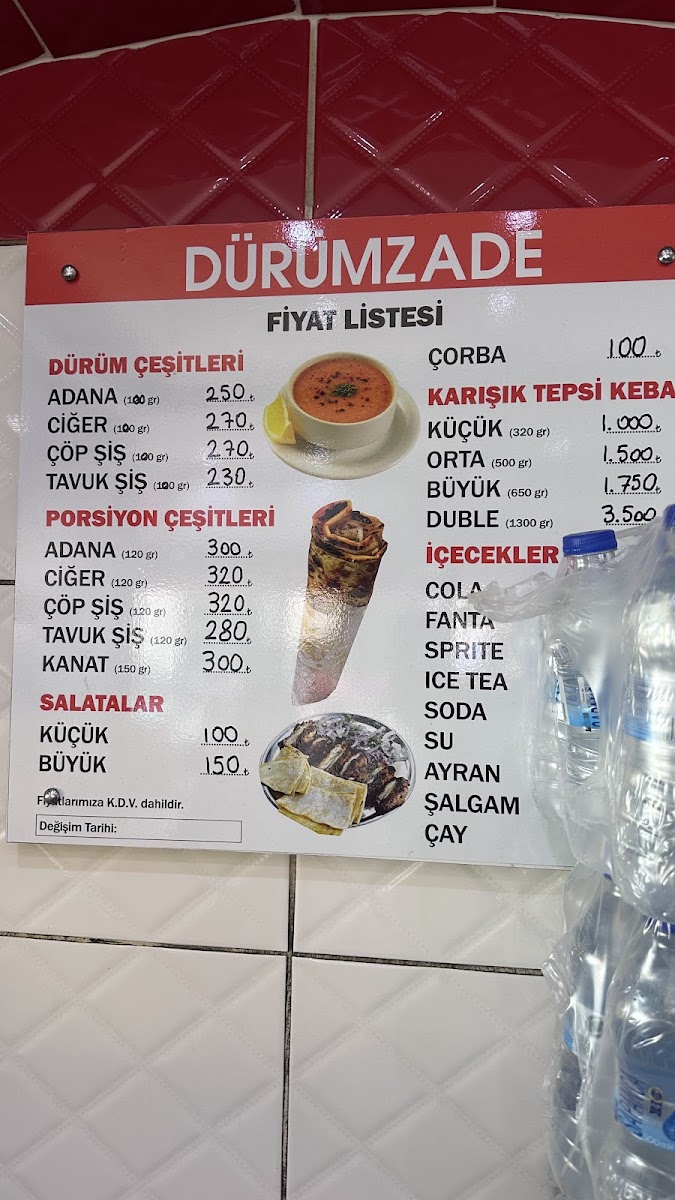 DÜRÜMZADE
FİYAT LİSTESİ
DÜRÜM ÇEŞİTLERİ
ADANA (100 gr) 250 ₺
CİĞER (100 gr) 270 ₺
ÇÖP ŞİŞ (100 gr) 270 ₺
TAVUK ŞİŞ (100 gr) 230 ₺
PORSİYON ÇEŞİTLERİ
ADANA (120 gr) 300 ₺
CİĞER (120 gr) 320 ₺
ÇÖP ŞİŞ (120 gr) 320 ₺
TAVUK ŞİŞ (120 gr) 280 ₺
KANAT (150 gr) 300 ₺
SALATALAR
KÜÇÜK 100 ₺
BÜYÜK 150 ₺
Fiyatlarımıza K.D.V. dahildir.
Değişim Tarihi:
ÇORBA 100 ₺
KARIŞIK TEPSİ KEBA
KÜÇÜK (320 gr) 1.000 ₺
ORTA (500 gr) 1.500 ₺
BÜYÜK (650 gr) 1.750 ₺
DUBLE (1300 gr) 3.500
İÇECEKLER
COLA
FANTA
SPRITE
ICE TEA
SODA
SU
AYRAN
ŞALGAM
ÇAY